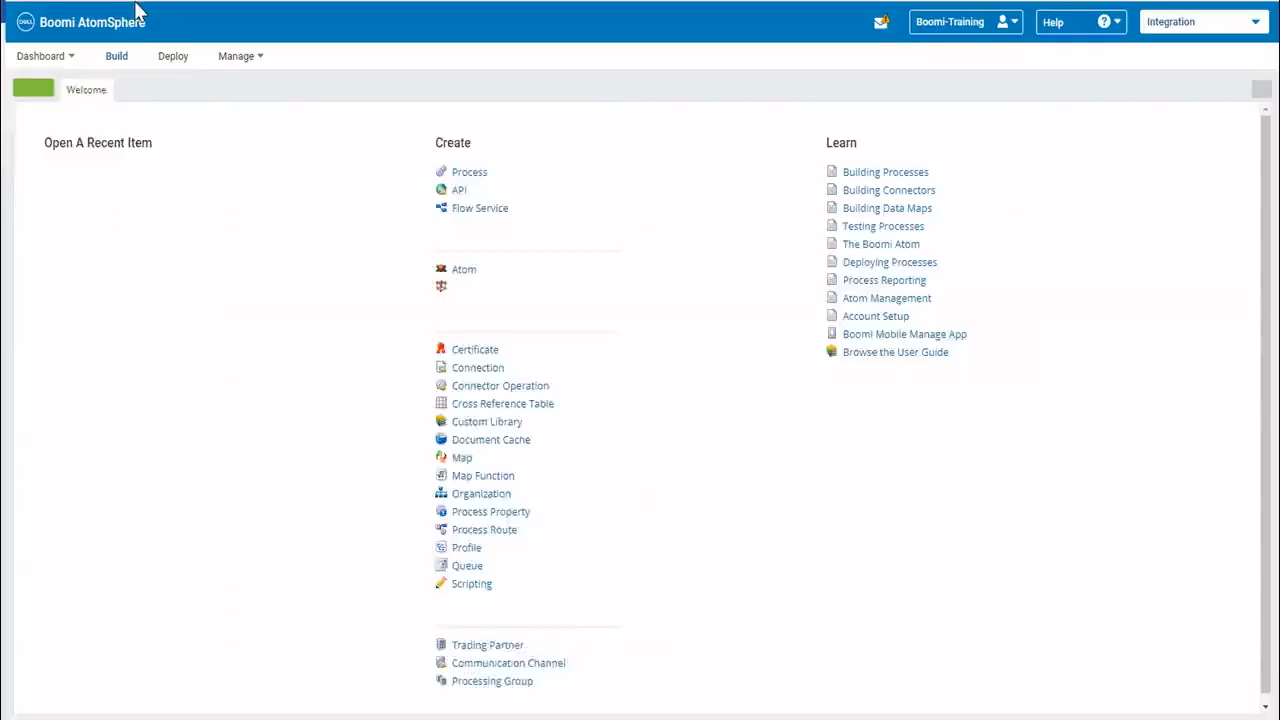 DELL Boomi AtomSphere
Boomi-Training
Help
Integration
Dashboard
Build
Deploy
Manage
Welcome
Open A Recent Item
Create
Process
API
Flow Service
Atom
Certificate
Connection
Connector Operation
Cross Reference Table
Custom Library
Document Cache
Map
Map Function
Organization
Process Property
Process Route
Profile
Queue
Scripting
Trading Partner
Communication Channel
Processing Group
Learn
Building Processes
Building Connectors
Building Data Maps
Testing Processes
The Boomi Atom
Deploying Processes
Process Reporting
Atom Management
Account Setup
Boomi Mobile Manage App
Browse the User Guide